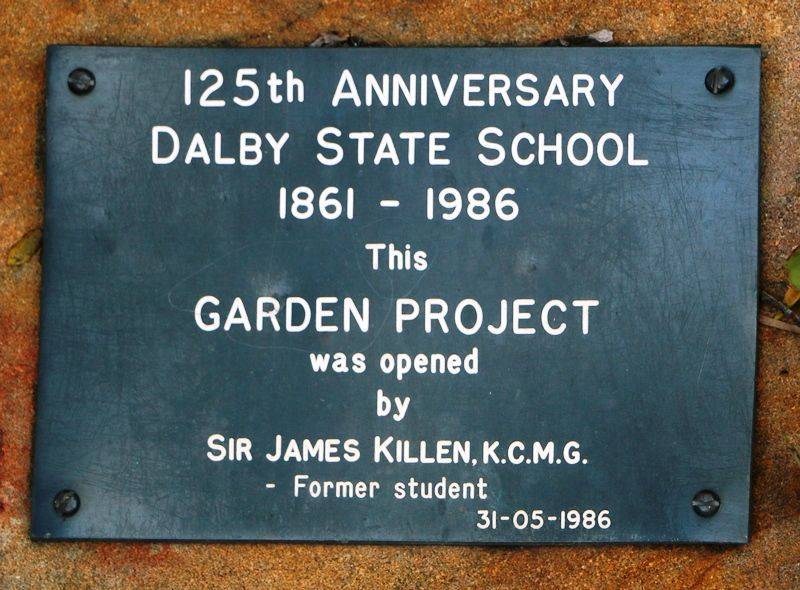 125th ANNIVERSARY
DALBY STATE SCHOOL
1861 - 1986
This
GARDEN PROJECT
was opened
by
SIR JAMES KILLEN, K.C.M.G.
- Former student
31-05-1986